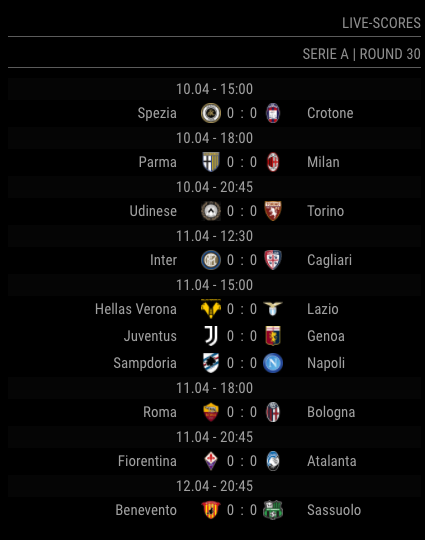 LIVE-SCORES
SERIE A | ROUND 30
10.04 - 15:00
Spezia 0 : 0 Crotone
10.04 - 18:00
Parma 0 : 0 Milan
10.04 - 20:45
Udinese 0 : 0 Torino
11.04 - 12:30
Inter 0 : 0 Cagliari
11.04 - 15:00
Hellas Verona 0 : 0 Lazio
Juventus 0 : 0 Genoa
Sampdoria 0 : 0 Napoli
11.04 - 18:00
Roma 0 : 0 Bologna
11.04 - 20:45
Fiorentina 0 : 0 Atalanta
12.04 - 20:45
Benevento 0 : 0 Sassuolo